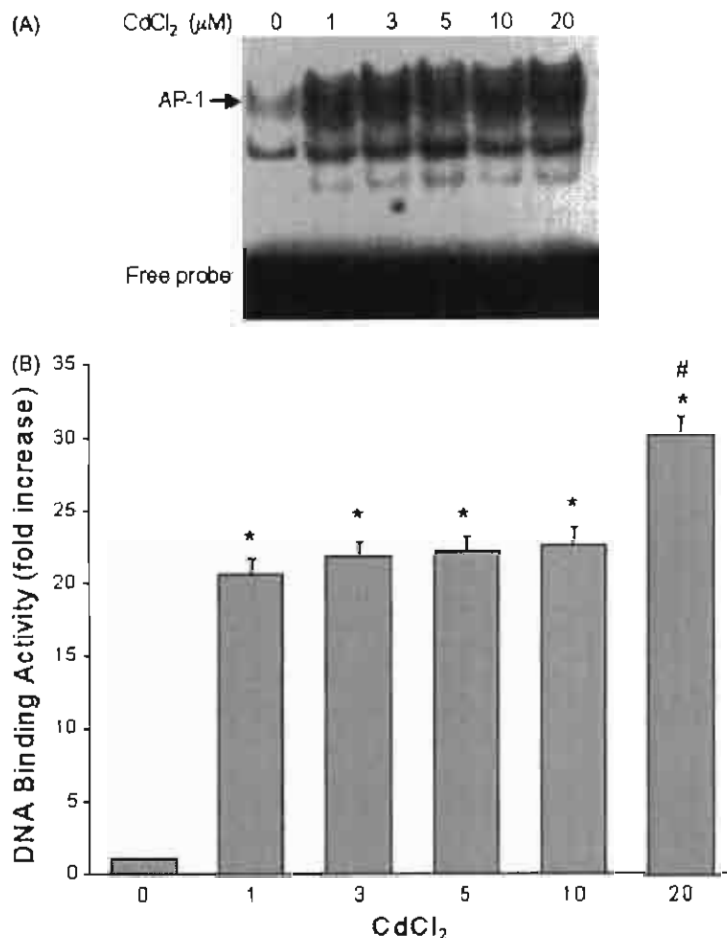 (A) CdCl₂ (μM) 0 1 3 5 10 20
AP-1
Free probe
(B)
DNA Binding Activity (fold increase)
35
30
25
20
15
10
5
0
*
*
*
*
#
*
0 1 3 5 10 20
CdCl₂